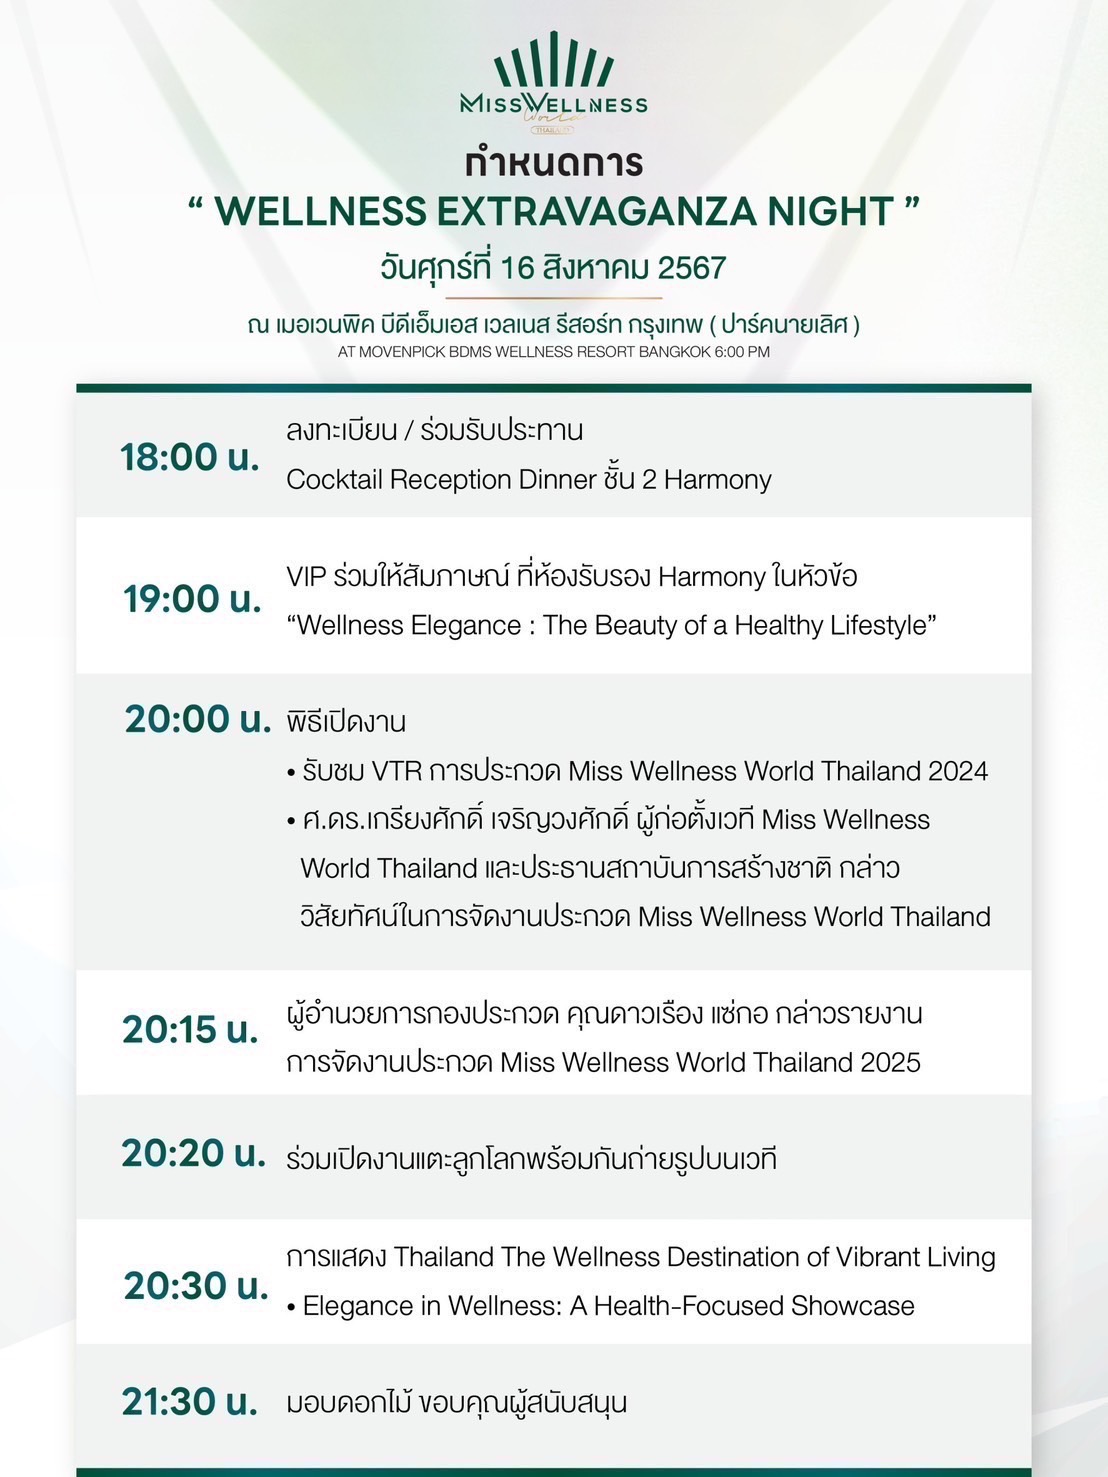 MISSWELLNESS
World
THAILAND
กำหนดการ
“ WELLNESS EXTRAVAGANZA NIGHT ”
วันศุกร์ที่ 16 สิงหาคม 2567
ณ เมอเวนพิค บีดีเอ็มเอส เวลเนส รีสอร์ท กรุงเทพ ( ปาร์คนายเลิศ )
AT MOVENPICK BDMS WELLNESS RESORT BANGKOK 6:00 PM
18:00 น.
ลงทะเบียน / ร่วมรับประทาน
Cocktail Reception Dinner ชั้น 2 Harmony
19:00 น.
VIP ร่วมให้สัมภาษณ์ ที่ห้องรับรอง Harmony ในหัวข้อ
“Wellness Elegance : The Beauty of a Healthy Lifestyle”
20:00 น. พิธีเปิดงาน
• รับชม VTR การประกวด Miss Wellness World Thailand 2024
• ศ.ดร.เกรียงศักดิ์ เจริญวงศักดิ์ ผู้ก่อตั้งเวที Miss Wellness
World Thailand และประธานสถาบันการสร้างชาติ กล่าว
วิสัยทัศน์ในการจัดงานประกวด Miss Wellness World Thailand
20:15 น.
ผู้อำนวยการกองประกวด คุณดาวเรือง แซ่กอ กล่าวรายงาน
การจัดงานประกวด Miss Wellness World Thailand 2025
20:20 น. ร่วมเปิดงานแตะลูกโลกพร้อมกันถ่ายรูปบนเวที
20:30 น.
การแสดง Thailand The Wellness Destination of Vibrant Living
• Elegance in Wellness: A Health-Focused Showcase
21:30 น. มอบดอกไม้ ขอบคุณผู้สนับสนุน